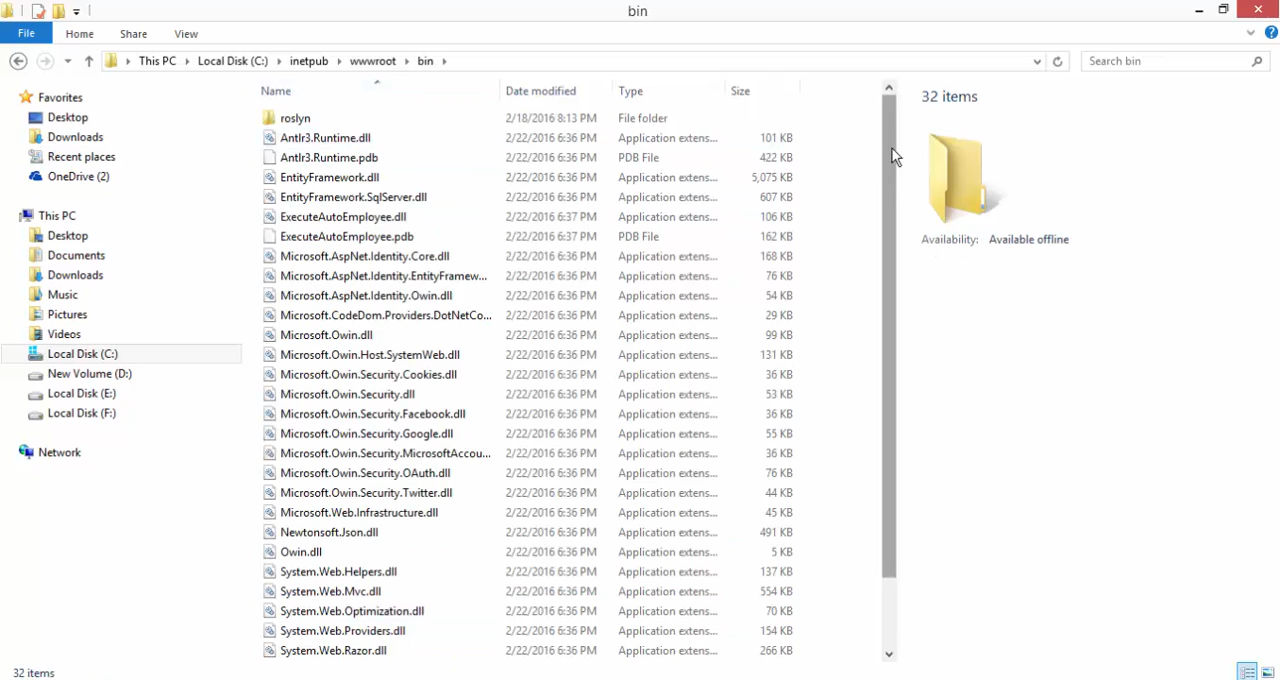 bin
File Home Share View
This PC Local Disk (C:) inetpub wwwroot bin Search bin
Favorites
Desktop
Downloads
Recent places
OneDrive (2)
This PC
Desktop
Documents
Downloads
Music
Pictures
Videos
Local Disk (C:)
New Volume (D:)
Local Disk (E:)
Local Disk (F:)
Network
Name Date modified Type Size
roslyn 2/18/2016 8:13 PM File folder
Antlr3.Runtime.dll 2/22/2016 6:36 PM Application extens... 101 KB
Antlr3.Runtime.pdb 2/22/2016 6:36 PM PDB File 422 KB
EntityFramework.dll 2/22/2016 6:36 PM Application extens... 5,075 KB
EntityFramework.SqlServer.dll 2/22/2016 6:36 PM Application extens... 607 KB
ExecuteAutoEmployee.dll 2/22/2016 6:37 PM Application extens... 106 KB
ExecuteAutoEmployee.pdb 2/22/2016 6:37 PM PDB File 162 KB
Microsoft.AspNet.Identity.Core.dll 2/22/2016 6:36 PM Application extens... 168 KB
Microsoft.AspNet.Identity.EntityFramew... 2/22/2016 6:36 PM Application extens... 76 KB
Microsoft.AspNet.Identity.Owin.dll 2/22/2016 6:36 PM Application extens... 54 KB
Microsoft.CodeDom.Providers.DotNetCo... 2/22/2016 6:36 PM Application extens... 29 KB
Microsoft.Owin.dll 2/22/2016 6:36 PM Application extens... 99 KB
Microsoft.Owin.Host.SystemWeb.dll 2/22/2016 6:36 PM Application extens... 131 KB
Microsoft.Owin.Security.Cookies.dll 2/22/2016 6:36 PM Application extens... 36 KB
Microsoft.Owin.Security.dll 2/22/2016 6:36 PM Application extens... 53 KB
Microsoft.Owin.Security.Facebook.dll 2/22/2016 6:36 PM Application extens... 36 KB
Microsoft.Owin.Security.Google.dll 2/22/2016 6:36 PM Application extens... 55 KB
Microsoft.Owin.Security.MicrosoftAccou... 2/22/2016 6:36 PM Application extens... 36 KB
Microsoft.Owin.Security.OAuth.dll 2/22/2016 6:36 PM Application extens... 76 KB
Microsoft.Owin.Security.Twitter.dll 2/22/2016 6:36 PM Application extens... 44 KB
Microsoft.Web.Infrastructure.dll 2/22/2016 6:36 PM Application extens... 45 KB
Newtonsoft.Json.dll 2/22/2016 6:36 PM Application extens... 491 KB
Owin.dll 2/22/2016 6:36 PM Application extens... 5 KB
System.Web.Helpers.dll 2/22/2016 6:36 PM Application extens... 137 KB
System.Web.Mvc.dll 2/22/2016 6:36 PM Application extens... 554 KB
System.Web.Optimization.dll 2/22/2016 6:36 PM Application extens... 70 KB
System.Web.Providers.dll 2/22/2016 6:36 PM Application extens... 154 KB
System.Web.Razor.dll 2/22/2016 6:36 PM Application extens... 266 KB
32 items
Availability: Available offline
32 items